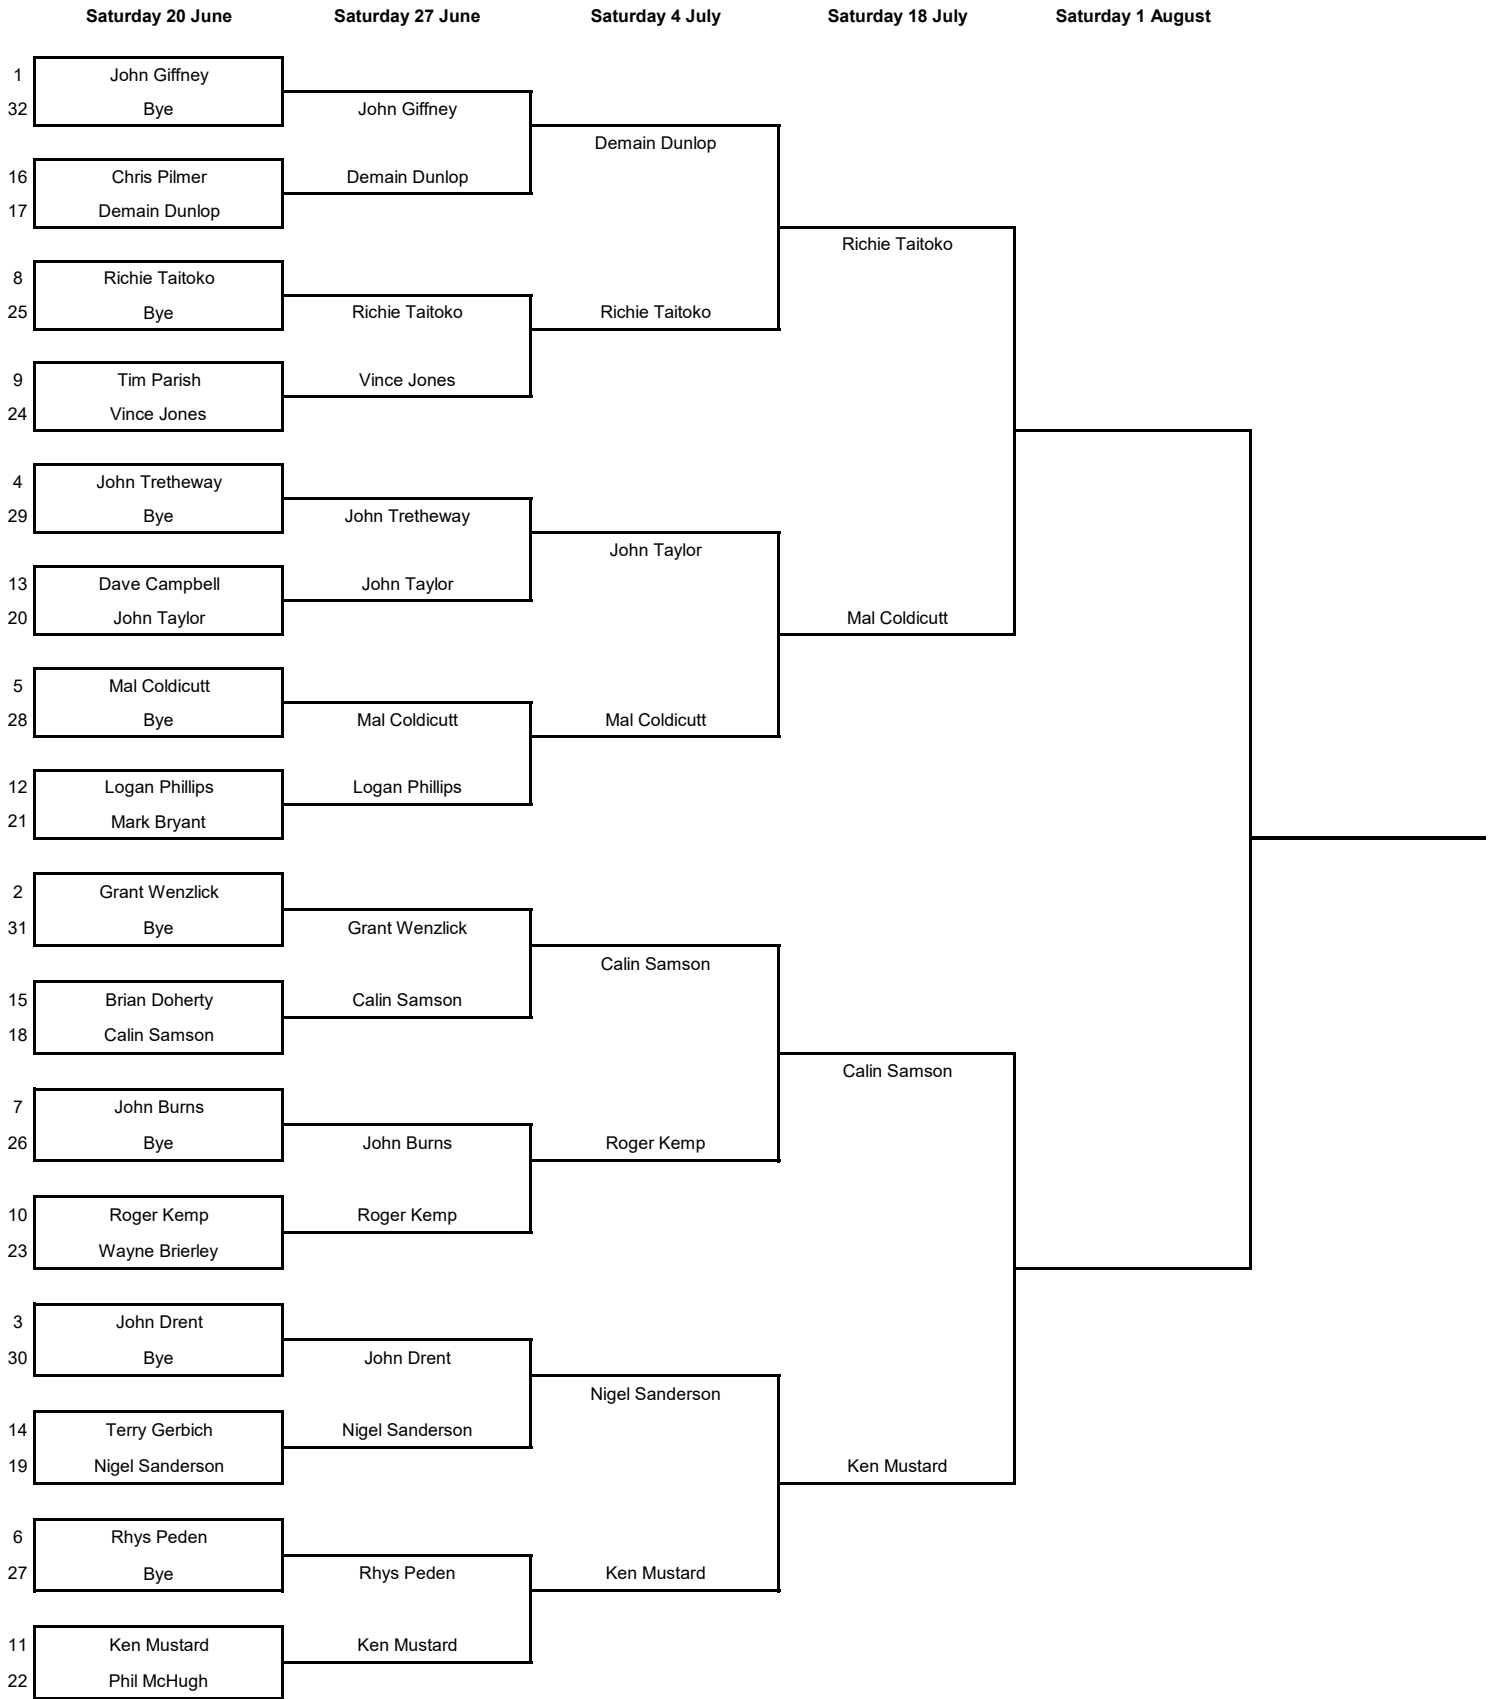 Saturday 20 June Saturday 27 June Saturday 4 July Saturday 18 July Saturday 1 August
1 John Giffney
32 Bye John Giffney
Demain Dunlop
16 Chris Pilmer Demain Dunlop
17 Demain Dunlop
Richie Taitoko
8 Richie Taitoko
25 Bye Richie Taitoko Richie Taitoko
9 Tim Parish Vince Jones
24 Vince Jones
4 John Tretheway
29 Bye John Tretheway
John Taylor
13 Dave Campbell John Taylor
20 John Taylor Mal Coldicutt
5 Mal Coldicutt
28 Bye Mal Coldicutt Mal Coldicutt
12 Logan Phillips Logan Phillips
21 Mark Bryant
2 Grant Wenzlick
31 Bye Grant Wenzlick
Calin Samson
15 Brian Doherty Calin Samson
18 Calin Samson
Calin Samson
7 John Burns
26 Bye John Burns Roger Kemp
10 Roger Kemp Roger Kemp
23 Wayne Brierley
3 John Drent
30 Bye John Drent
Nigel Sanderson
14 Terry Gerbich Nigel Sanderson
19 Nigel Sanderson Ken Mustard
6 Rhys Peden
27 Bye Rhys Peden Ken Mustard
11 Ken Mustard Ken Mustard
22 Phil McHugh